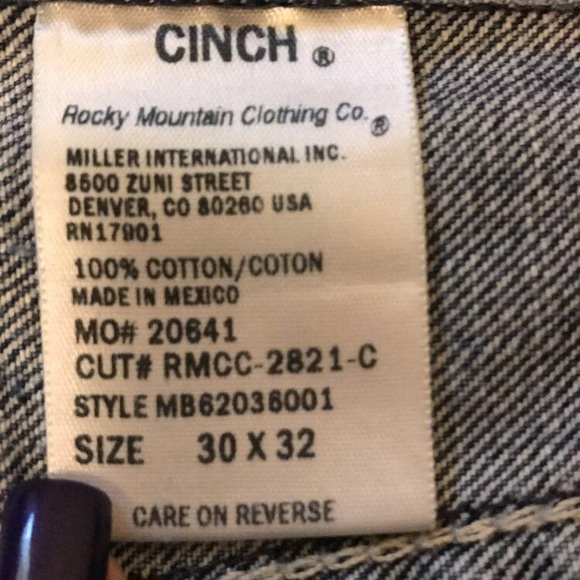 CINCH ®
Rocky Mountain Clothing Co. ®
MILLER INTERNATIONAL INC.
8500 ZUNI STREET
DENVER, CO 80260 USA
RN17901
100% COTTON/COTON
MADE IN MEXICO
MO# 20641
CUT# RMCC-2821-C
STYLE MB62036001
SIZE 30 X 32
CARE ON REVERSE